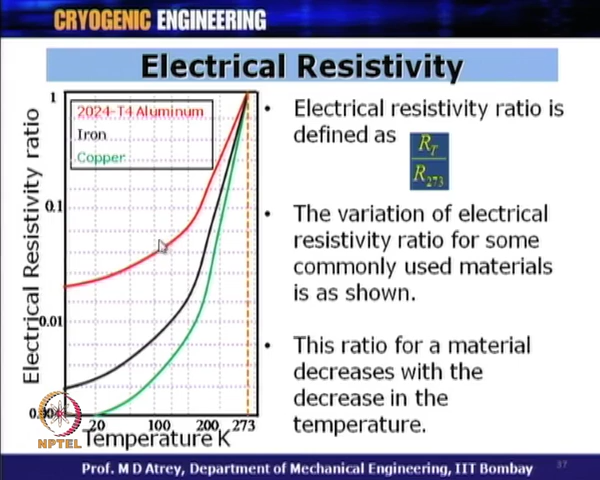 CRYOGENIC ENGINEERING
Electrical Resistivity
Electrical Resistivity ratio
1
0.1
0.01
2024-T4 Aluminum
Iron
Copper
20
100
200
273
Temperature K
NPTEL
• Electrical resistivity ratio is
defined as
R_T
R_273
• The variation of electrical
resistivity ratio for some
commonly used materials
is as shown.
• This ratio for a material
decreases with the
decrease in the
temperature.
Prof. M D Atrey, Department of Mechanical Engineering, IIT Bombay
37